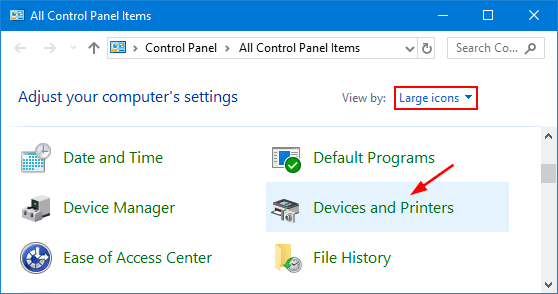 All Control Panel Items
Control Panel > All Control Panel Items
Search Co...
Adjust your computer's settings
View by: Large icons
Date and Time
Default Programs
Device Manager
Devices and Printers
Ease of Access Center
File History